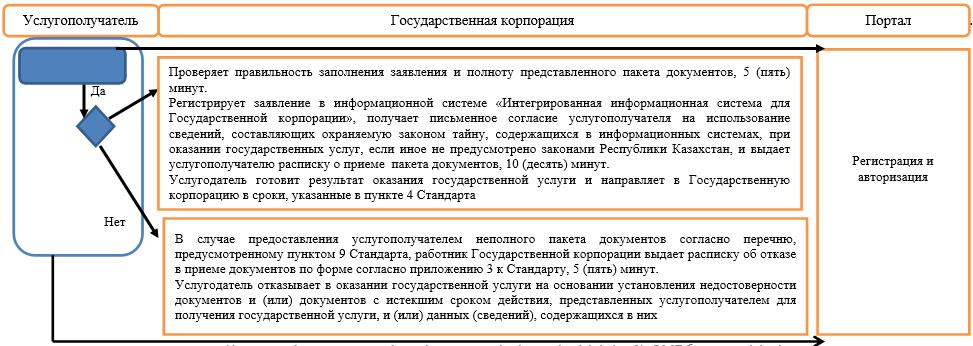 Услугополучатель
Государственная корпорация
Портал
Да
Нет
Проверяет правильность заполнения заявления и полноту представленного пакета документов, 5 (пять)
минут.
Регистрирует заявление в информационной системе «Интегрированная информационная система для
Государственной корпорации», получает письменное согласие услугополучателя на использование
сведений, составляющих охраняемую законом тайну, содержащихся в информационных системах, при
оказании государственных услуг, если иное не предусмотрено законами Республики Казахстан, и выдает
услугополучателю расписку о приеме пакета документов, 10 (десять) минут.
Услугодатель готовит результат оказания государственной услуги и направляет в Государственную
корпорацию в сроки, указанные в пункте 4 Стандарта
В случае предоставления услугополучателем неполного пакета документов согласно перечню,
предусмотренному пунктом 9 Стандарта, работник Государственной корпорации выдает расписку об отказе
в приеме документов по форме согласно приложению 3 к Стандарту, 5 (пять) минут.
Услугодатель отказывает в оказании государственной услуги на основании установления недостоверности
документов и (или) документов с истекшим сроком действия, представленных услугополучателем для
получения государственной услуги, и (или) данных (сведений), содержащихся в них
Регистрация и
авторизация